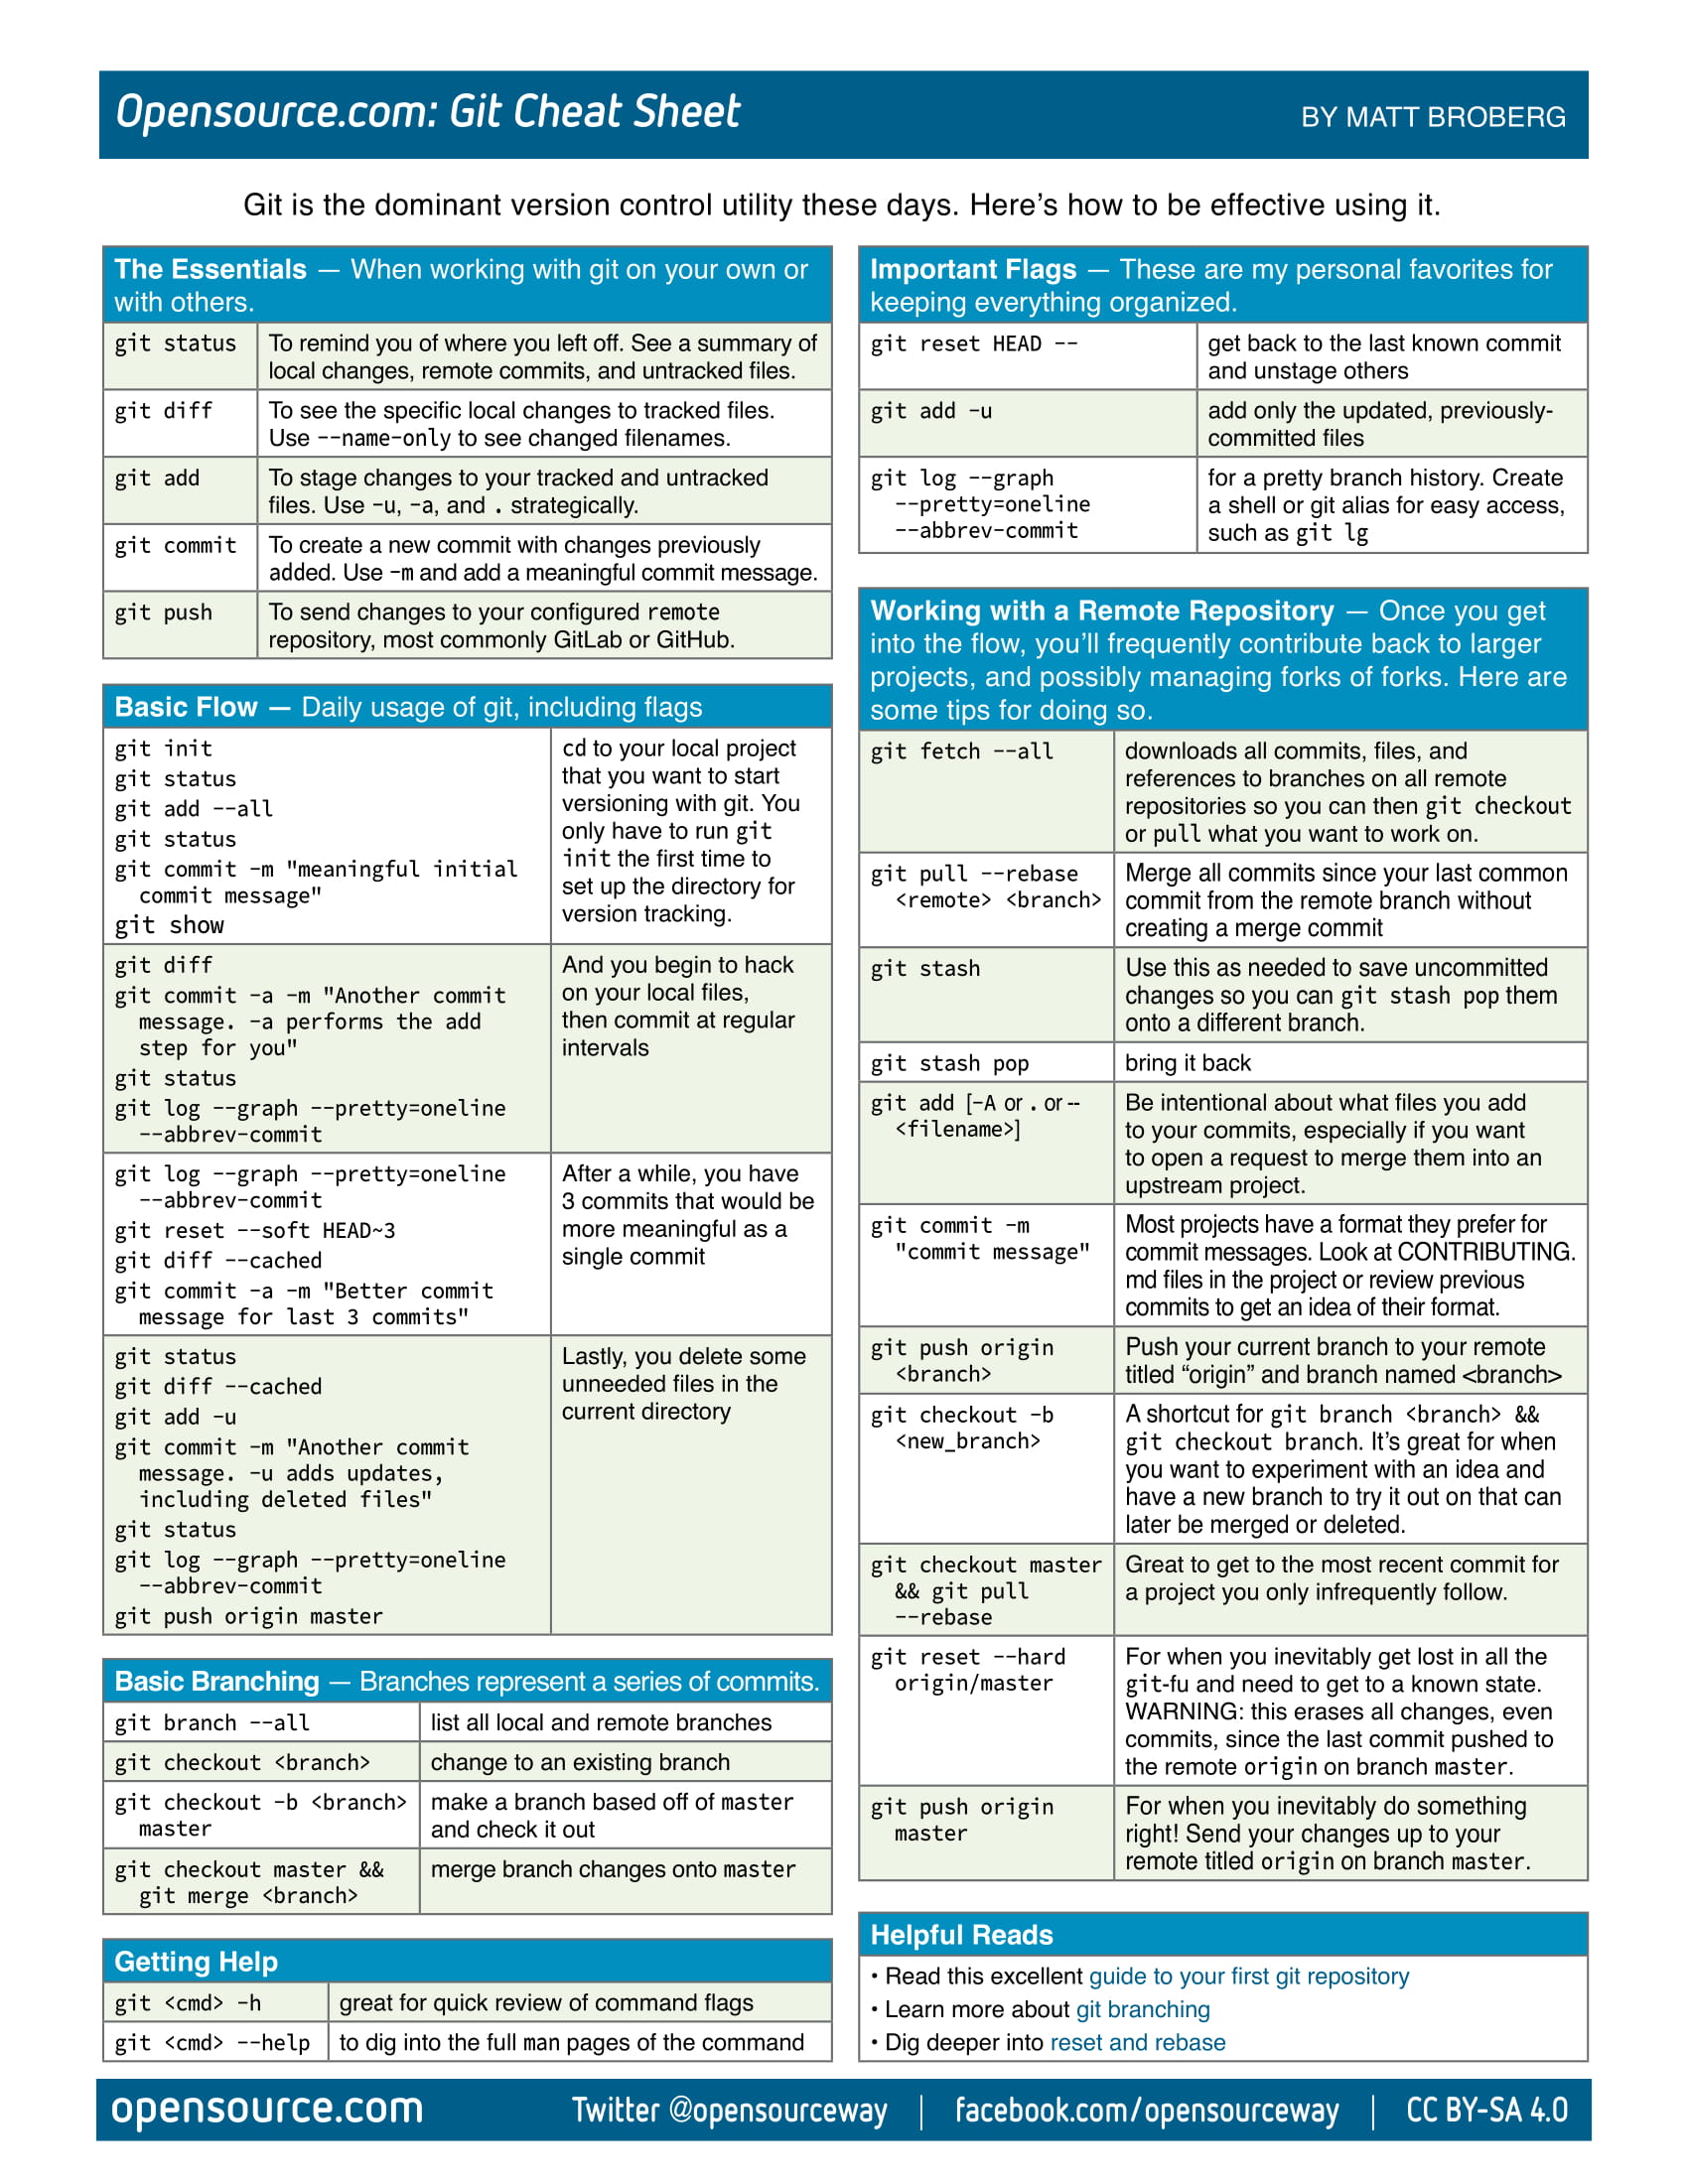 Opensource.com: Git Cheat Sheet
BY MATT BROBERG
Git is the dominant version control utility these days. Here’s how to be effective using it.
The Essentials — When working with git on your own or
with others.
git status
To remind you of where you left off. See a summary of
local changes, remote commits, and untracked files.
git diff
To see the specific local changes to tracked files.
Use --name-only to see changed filenames.
git add
To stage changes to your tracked and untracked
files. Use -u, -a, and . strategically.
git commit
To create a new commit with changes previously
added. Use -m and add a meaningful commit message.
git push
To send changes to your configured remote
repository, most commonly GitLab or GitHub.
Basic Flow — Daily usage of git, including flags
git init
git status
git add --all
git status
git commit -m "meaningful initial
commit message"
git show
cd to your local project
that you want to start
versioning with git. You
only have to run git
init the first time to
set up the directory for
version tracking.
git diff
git commit -a -m "Another commit
message. -a performs the add
step for you"
git status
git log --graph --pretty=oneline
--abbrev-commit
And you begin to hack
on your local files,
then commit at regular
intervals
git log --graph --pretty=oneline
--abbrev-commit
git reset --soft HEAD~3
git diff --cached
git commit -a -m "Better commit
message for last 3 commits"
After a while, you have
3 commits that would be
more meaningful as a
single commit
git status
git diff --cached
git add -u
git commit -m "Another commit
message. -u adds updates,
including deleted files"
git status
git log --graph --pretty=oneline
--abbrev-commit
git push origin master
Lastly, you delete some
unneeded files in the
current directory
Basic Branching — Branches represent a series of commits.
git branch --all
list all local and remote branches
git checkout <branch>
change to an existing branch
git checkout -b <branch>
master
make a branch based off of master
and check it out
git checkout master &&
git merge <branch>
merge branch changes onto master
Getting Help
git <cmd> -h
great for quick review of command flags
git <cmd> --help
to dig into the full man pages of the command
Important Flags — These are my personal favorites for
keeping everything organized.
git reset HEAD --
get back to the last known commit
and unstage others
git add -u
add only the updated, previously-
committed files
git log --graph
--pretty=oneline
--abbrev-commit
for a pretty branch history. Create
a shell or git alias for easy access,
such as git lg
Working with a Remote Repository — Once you get
into the flow, you’ll frequently contribute back to larger
projects, and possibly managing forks of forks. Here are
some tips for doing so.
git fetch --all
downloads all commits, files, and
references to branches on all remote
repositories so you can then git checkout
or pull what you want to work on.
git pull --rebase
<remote> <branch>
Merge all commits since your last common
commit from the remote branch without
creating a merge commit
git stash
Use this as needed to save uncommitted
changes so you can git stash pop them
onto a different branch.
git stash pop
bring it back
git add [-A or . or --
<filename>]
Be intentional about what files you add
to your commits, especially if you want
to open a request to merge them into an
upstream project.
git commit -m
"commit message"
Most projects have a format they prefer for
commit messages. Look at CONTRIBUTING.
md files in the project or review previous
commits to get an idea of their format.
git push origin
<branch>
Push your current branch to your remote
titled “origin” and branch named <branch>
git checkout -b
<new_branch>
A shortcut for git branch <branch> &&
git checkout branch. It’s great for when
you want to experiment with an idea and
have a new branch to try it out on that can
later be merged or deleted.
git checkout master
&& git pull
--rebase
Great to get to the most recent commit for
a project you only infrequently follow.
git reset --hard
origin/master
For when you inevitably get lost in all the
git-fu and need to get to a known state.
WARNING: this erases all changes, even
commits, since the last commit pushed to
the remote origin on branch master.
git push origin
master
For when you inevitably do something
right! Send your changes up to your
remote titled origin on branch master.
Helpful Reads
• Read this excellent guide to your first git repository
• Learn more about git branching
• Dig deeper into reset and rebase
opensource.com
Twitter @opensourceway | facebook.com/opensourceway | CC BY-SA 4.0